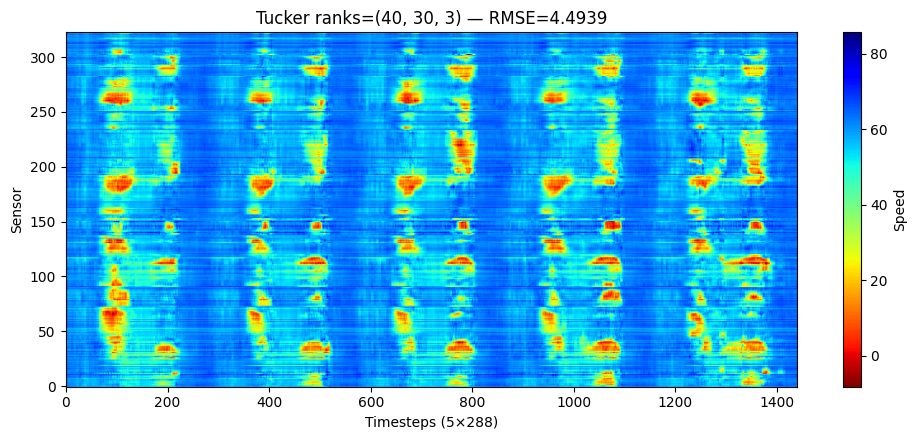 Tucker ranks=(40, 30, 3) — RMSE=4.4939
300
250
200
150
100
50
0
Sensor
0 200 400 600 800 1000 1200 1400
Timesteps (5×288)
80
60
40
20
0
Speed